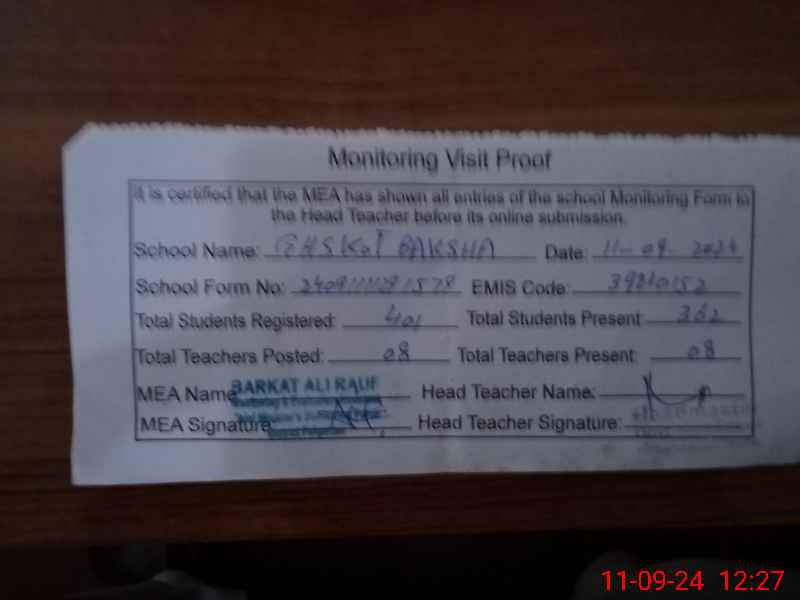 Monitoring Visit Proof
It is certified that the MEA has shown all entries of the school Monitoring Form to
the Head Teacher before its online submission.
School Name: GHS Kot BAKSHA Date: 11-09-2024
School Form No: EMIS Code: 39210152
Total Students Registered: 401 Total Students Present: 362
Total Teachers Posted: 08 Total Teachers Present: 08
MEA Name: BARKAT ALI RAUF Head Teacher Name:
MEA Signature: Head Teacher Signature:
11-09-24 12:27